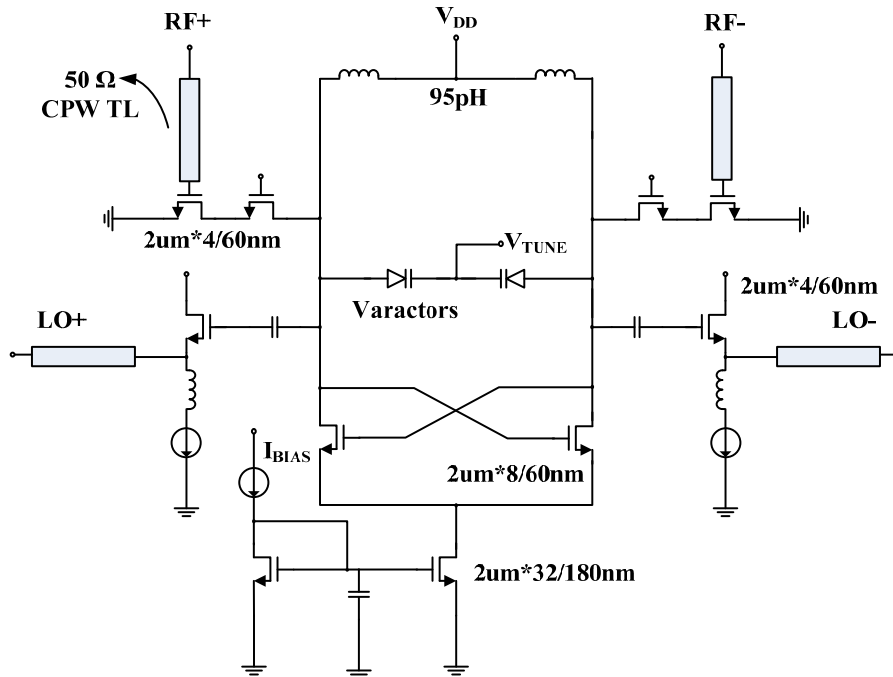 RF+
V_DD
RF-
50 Ω
CPW TL
95pH
2um*4/60nm
V_TUNE
Varactors
2um*4/60nm
LO+
LO-
I_BIAS
2um*8/60nm
2um*32/180nm